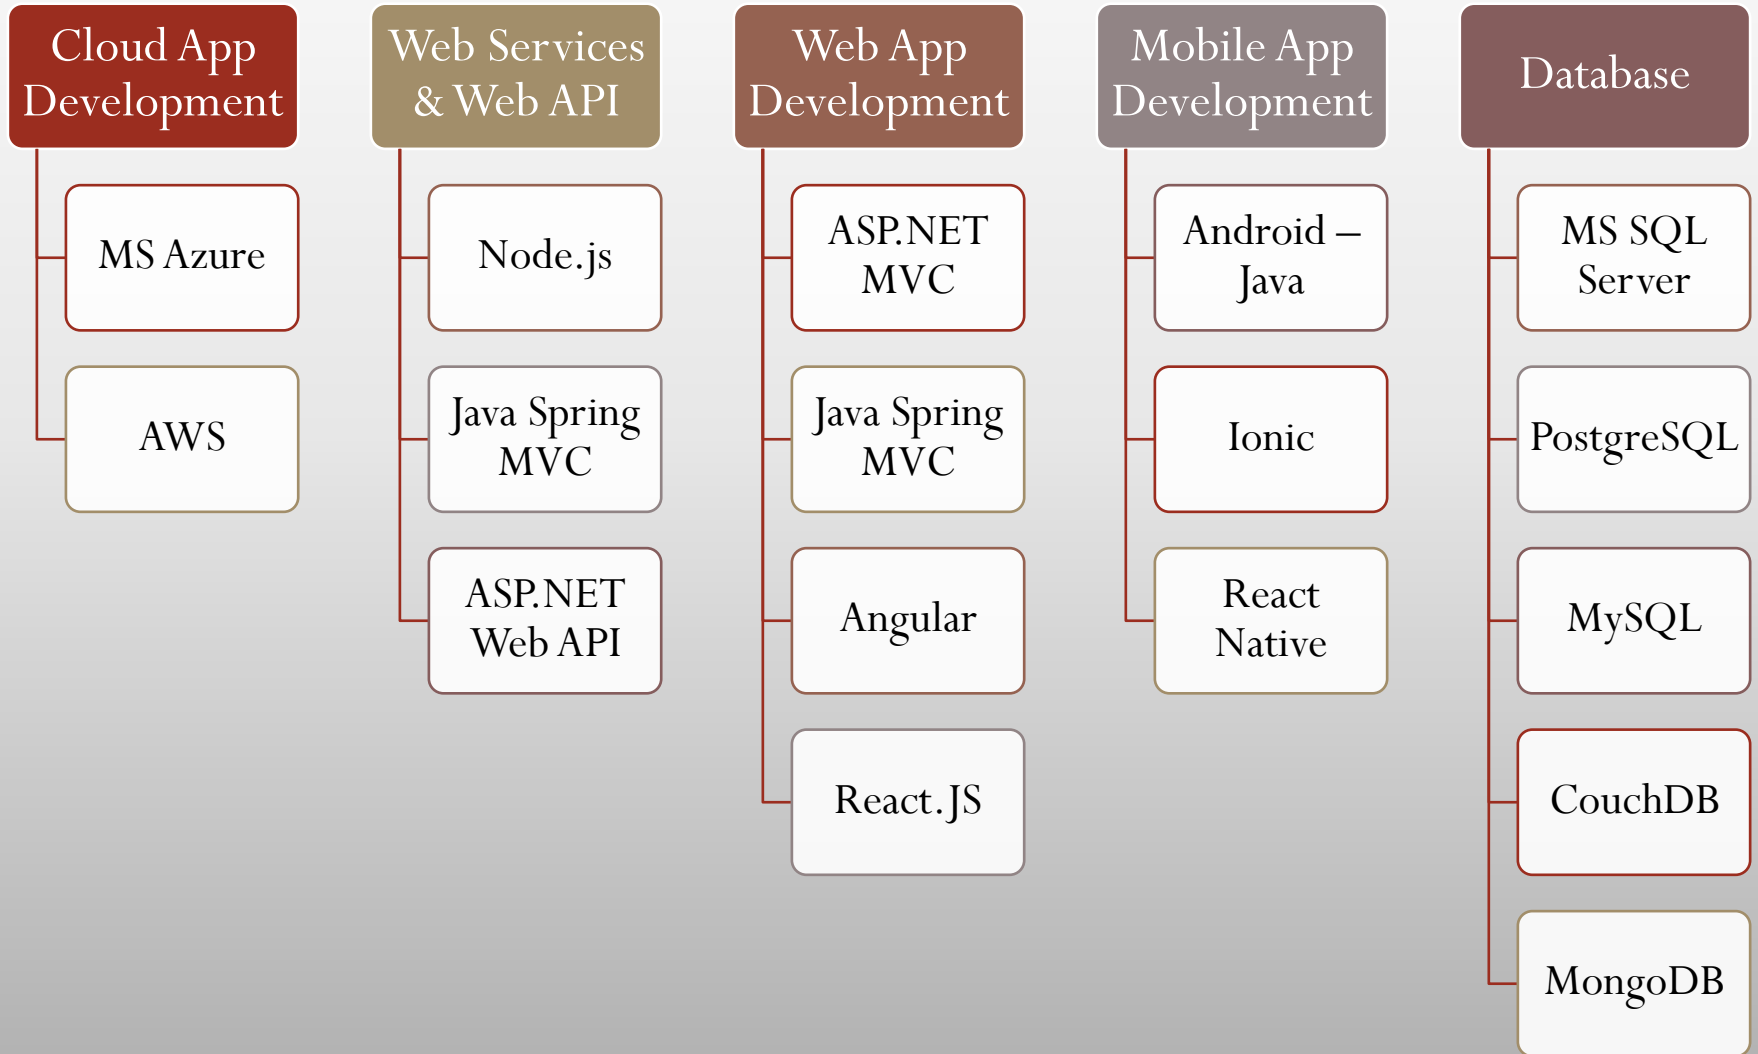 Cloud App
Development
MS Azure
AWS
Web Services
& Web API
Node.js
Java Spring
MVC
ASP.NET
Web API
Web App
Development
ASP.NET
MVC
Java Spring
MVC
Angular
React.JS
Mobile App
Development
Android –
Java
Ionic
React
Native
Database
MS SQL
Server
PostgreSQL
MySQL
CouchDB
MongoDB